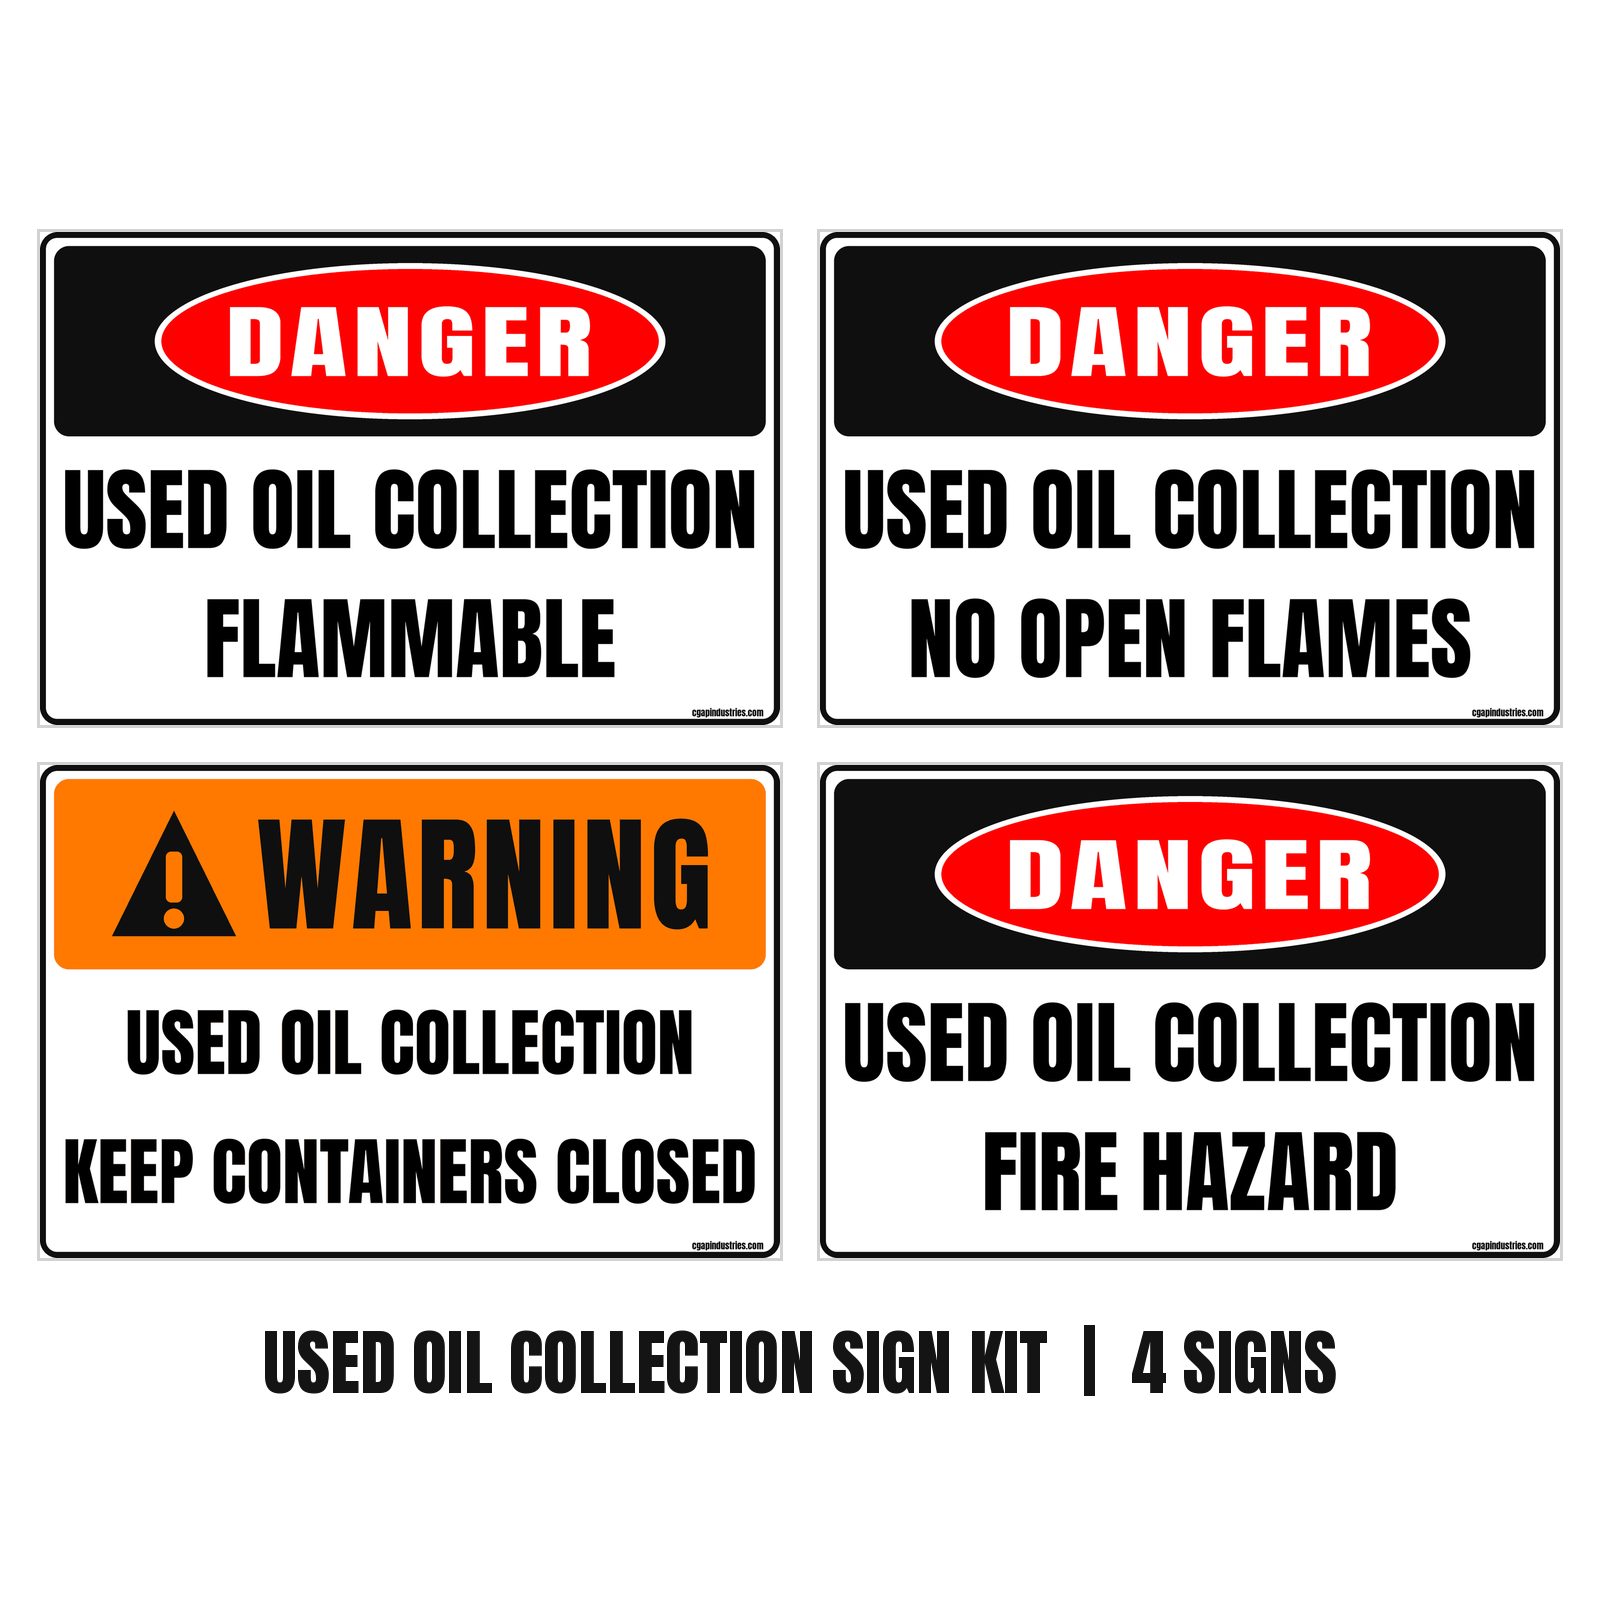 DANGER
USED OIL COLLECTION
FLAMMABLE
cgapindustries.com
DANGER
USED OIL COLLECTION
NO OPEN FLAMES
cgapindustries.com
WARNING
USED OIL COLLECTION
KEEP CONTAINERS CLOSED
cgapindustries.com
DANGER
USED OIL COLLECTION
FIRE HAZARD
cgapindustries.com
USED OIL COLLECTION SIGN KIT | 4 SIGNS